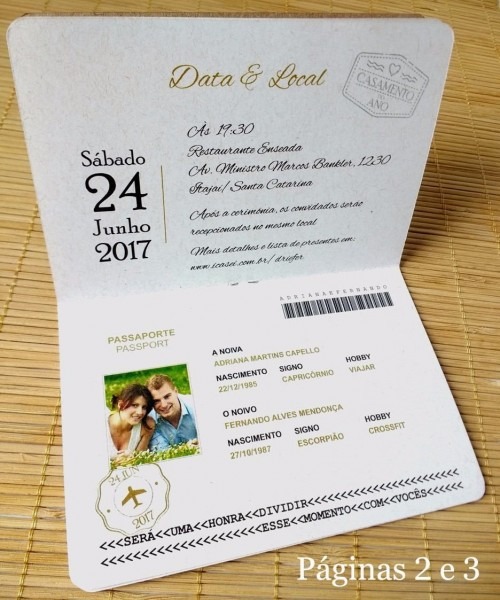 Data & Local
CASAMENTO
DO
ANO
Sábado
24
Junho
2017
Às 19:30
Restaurante Enseada
Av. Ministro Marcos Bankler, 1230
Itajaí/ Santa Catarina
Após a cerimônia, os convidados serão
recepcionados no mesmo local
Mais detalhes e lista de presentes em:
www.icasei.com.br/driefer
ADRIANAEFERNANDO
PASSAPORTE
PASSPORT
A NOIVA
ADRIANA MARTINS CAPELLO
NASCIMENTO SIGNO HOBBY
22/12/1985 CAPRICÓRNIO VIAJAR
O NOIVO
FERNANDO ALVES MENDONÇA
NASCIMENTO SIGNO HOBBY
27/10/1987 ESCORPIÃO CROSSFIT
24 JUN
2017
<<<SERÁ<<UMA<<HONRA<<DIVIDIR<<<<<<<<<<<<<<<<<<<<<<
<<<<<<<<<<<<<<<<<<<<<ESSE<<MOMENTO<<COM<<VOCÊS<<<<<<
Páginas 2 e 3